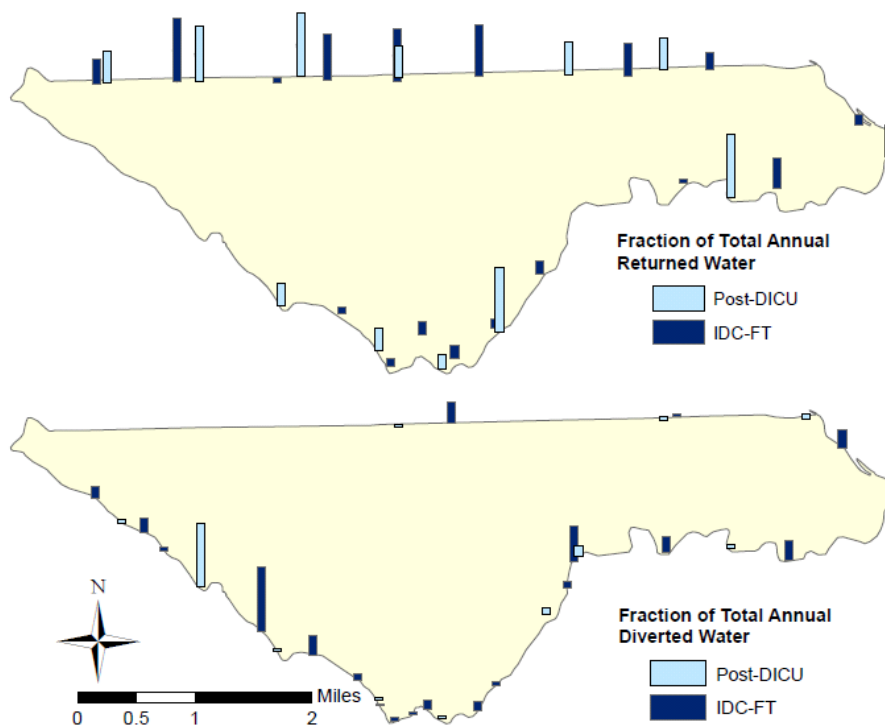 Fraction of Total Annual
Returned Water
Post-DICU
IDC-FT
Fraction of Total Annual
Diverted Water
Post-DICU
IDC-FT
N
Miles
0 0.5 1 2